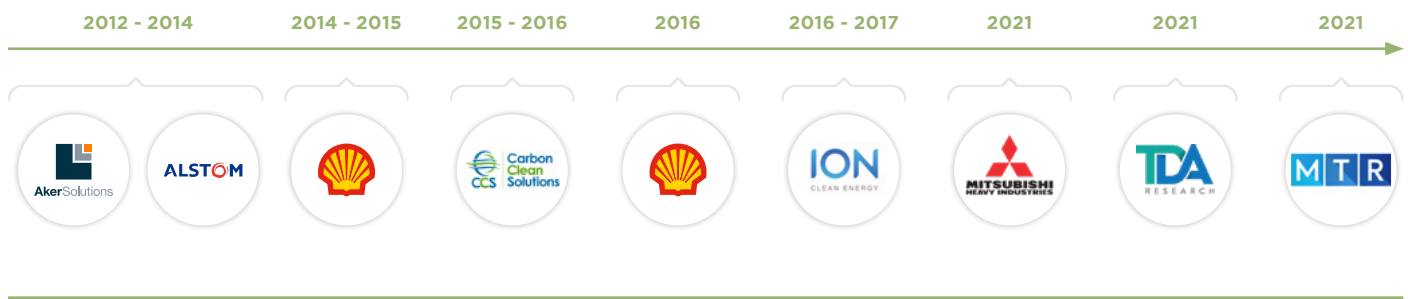 2012 - 2014
2014 - 2015
2015 - 2016
2016
2016 - 2017
2021
2021
2021
AkerSolutions
ALSTOM
CCS
Carbon
Clean
Solutions
ION
CLEAN ENERGY
MITSUBISHI
HEAVY INDUSTRIES
TDA
RESEARCH
MTR